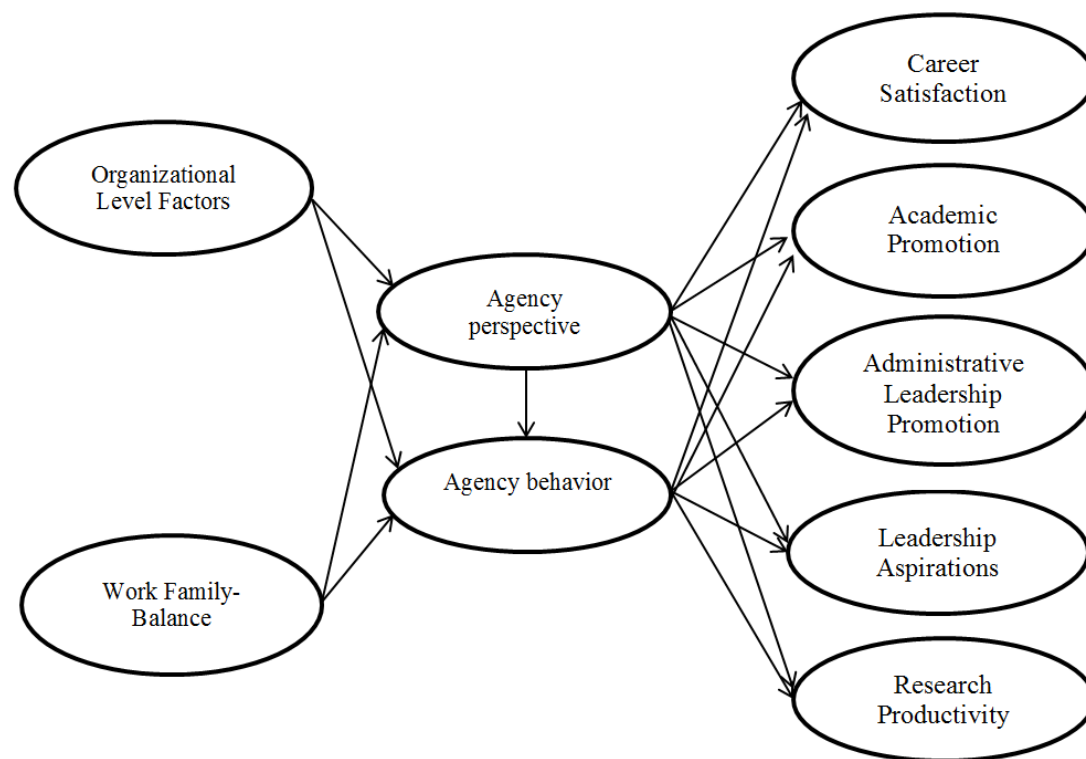 Career
Satisfaction
Organizational
Level Factors
Academic
Promotion
Agency
perspective
Administrative
Leadership
Promotion
Agency behavior
Leadership
Aspirations
Work Family-
Balance
Research
Productivity